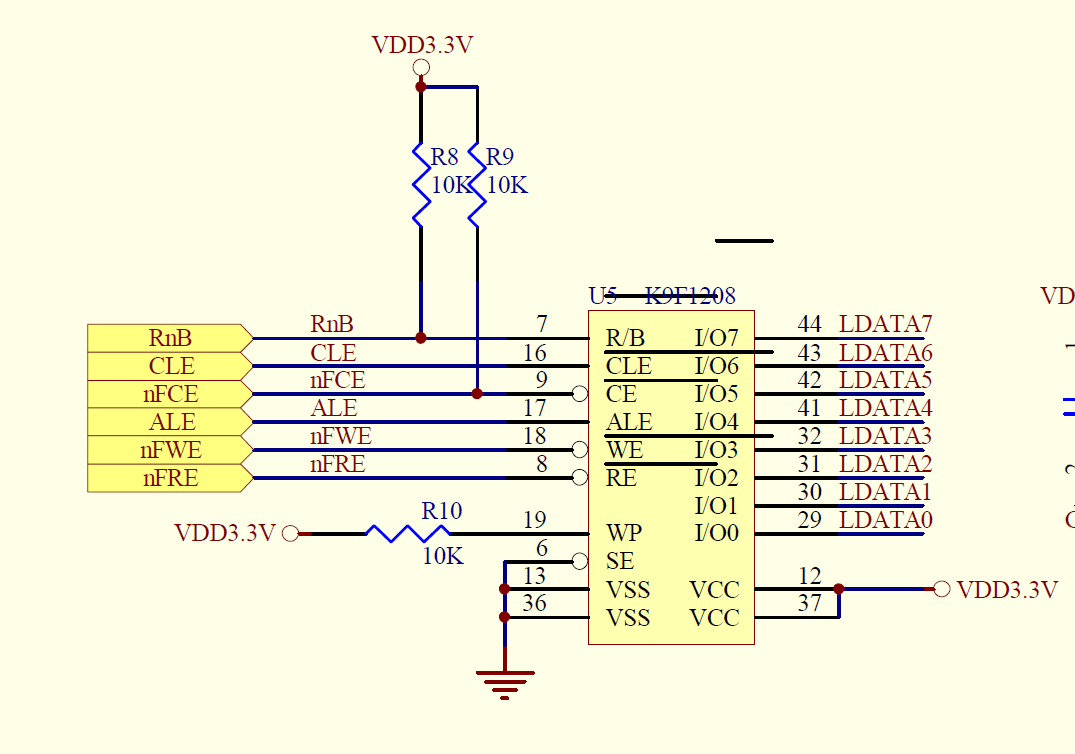 VDD3.3V
R8 R9
10K 10K
U5 K9F1208
VD
RnB RnB 7 R/B I/O7 44 LDATA7
CLE CLE 16 CLE I/O6 43 LDATA6
nFCE nFCE 9 CE I/O5 42 LDATA5
ALE ALE 17 ALE I/O4 41 LDATA4
nFWE nFWE 18 WE I/O3 32 LDATA3
nFRE nFRE 8 RE I/O2 31 LDATA2
I/O1 30 LDATA1
R10
VDD3.3V 19 WP I/O0 29 LDATA0
10K
6 SE
13 VSS VCC 12 VDD3.3V
36 VSS VCC 37